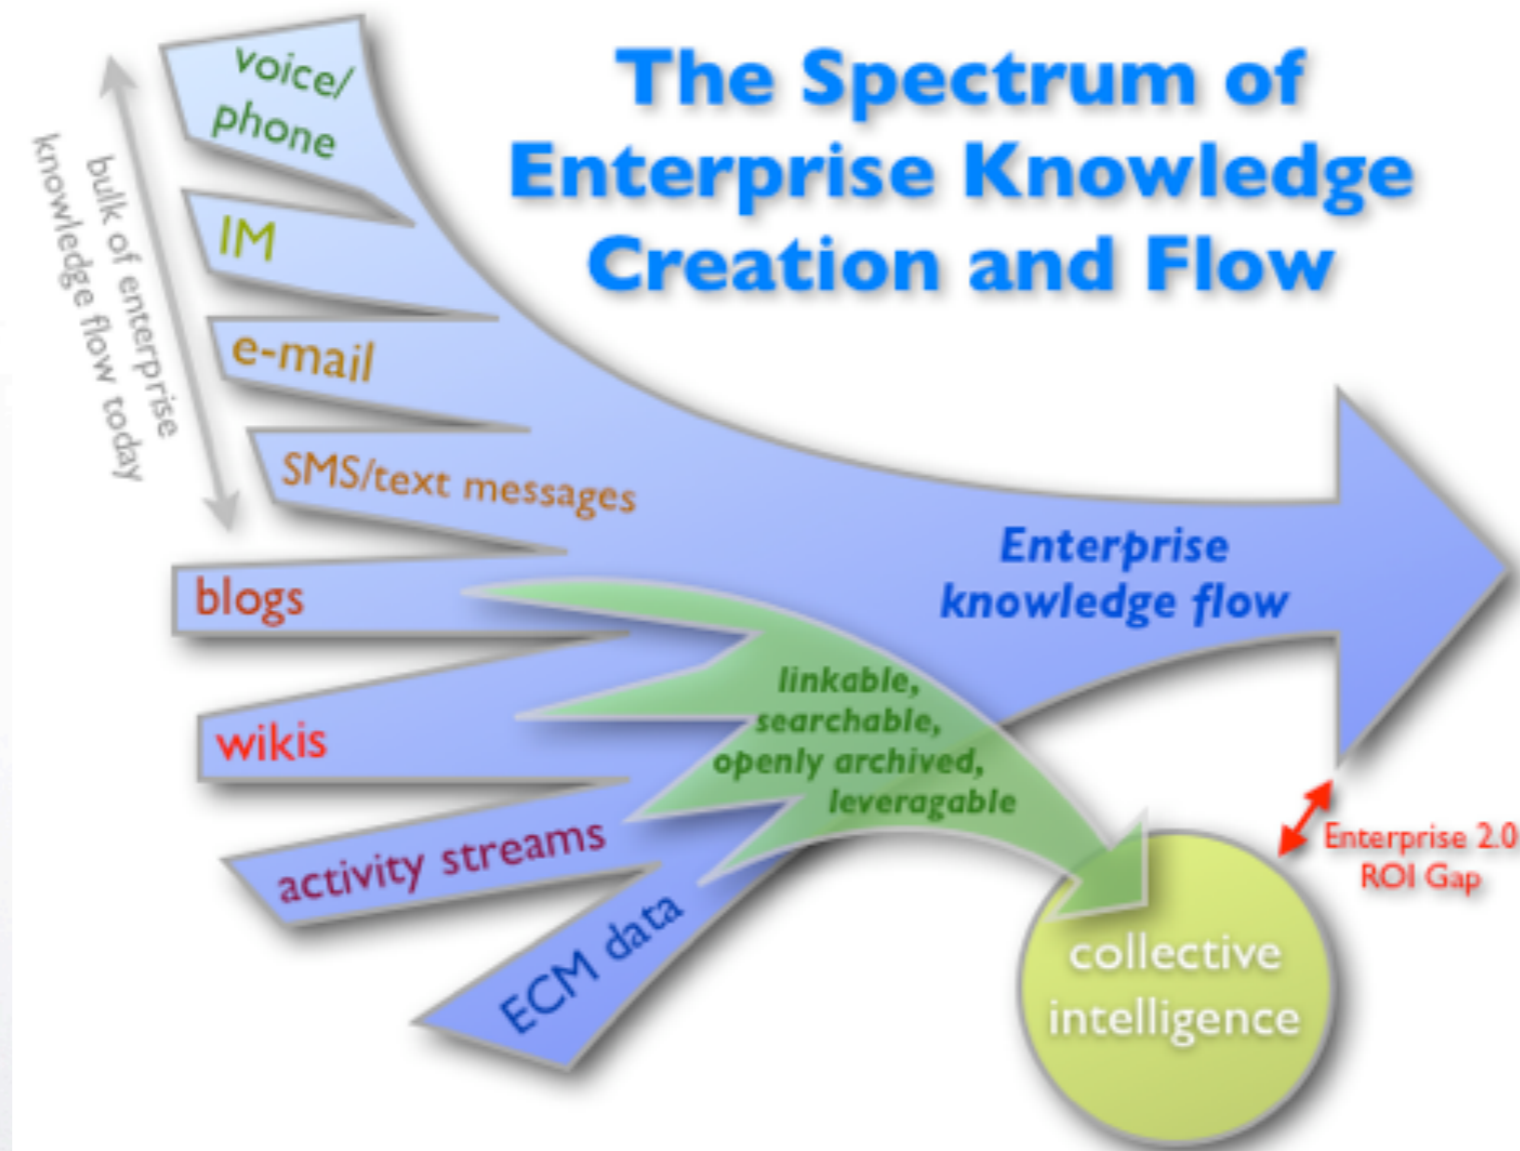 The Spectrum of
Enterprise Knowledge
Creation and Flow
voice/
phone
IM
e-mail
SMS/text messages
blogs
wikis
activity streams
ECM data
bulk of enterprise
knowledge flow today
Enterprise
knowledge flow
linkable,
searchable,
openly archived,
leveragable
Enterprise 2.0
ROI Gap
collective
intelligence